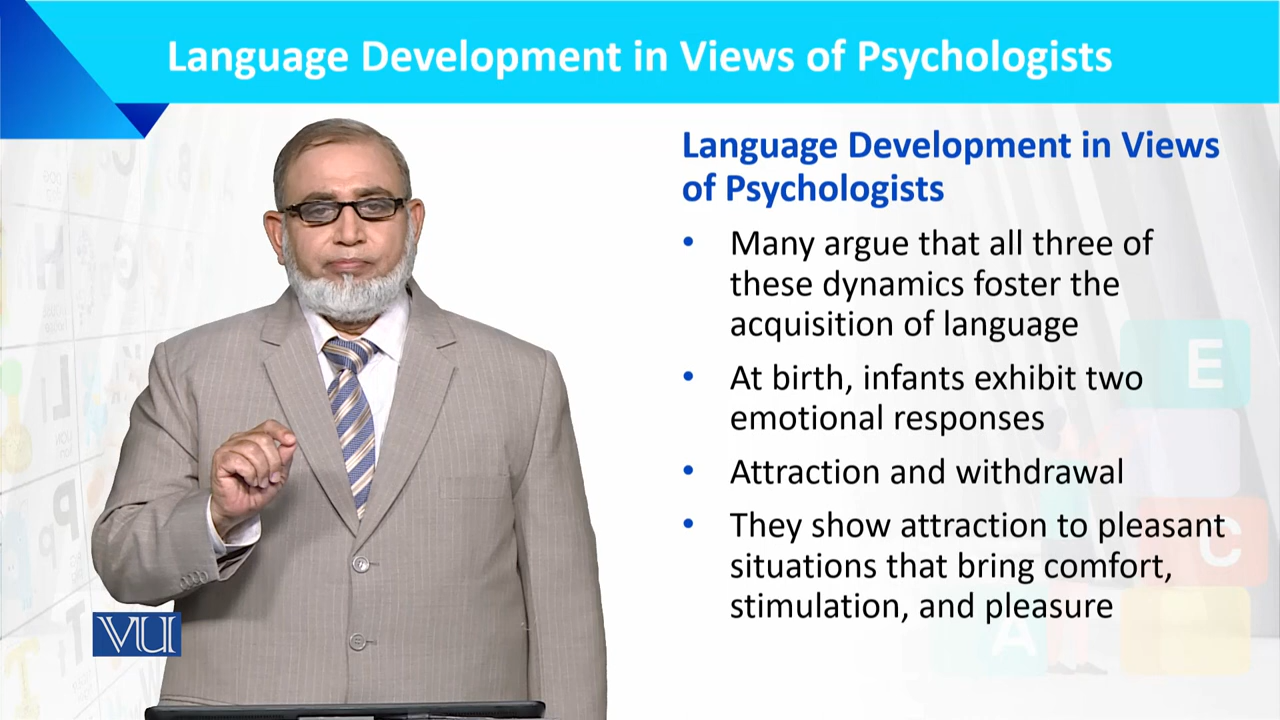 Language Development in Views of Psychologists
Language Development in Views
of Psychologists
• Many argue that all three of
these dynamics foster the
acquisition of language
• At birth, infants exhibit two
emotional responses
• Attraction and withdrawal
• They show attraction to pleasant
situations that bring comfort,
stimulation, and pleasure
VU
E
C
A